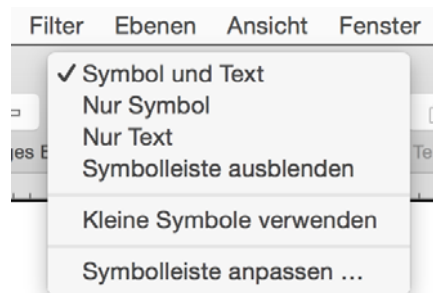 Filter Ebenen Ansicht Fenster
✓ Symbol und Text
Nur Symbol
Nur Text
Symbolleiste ausblenden
Kleine Symbole verwenden
Symbolleiste anpassen …